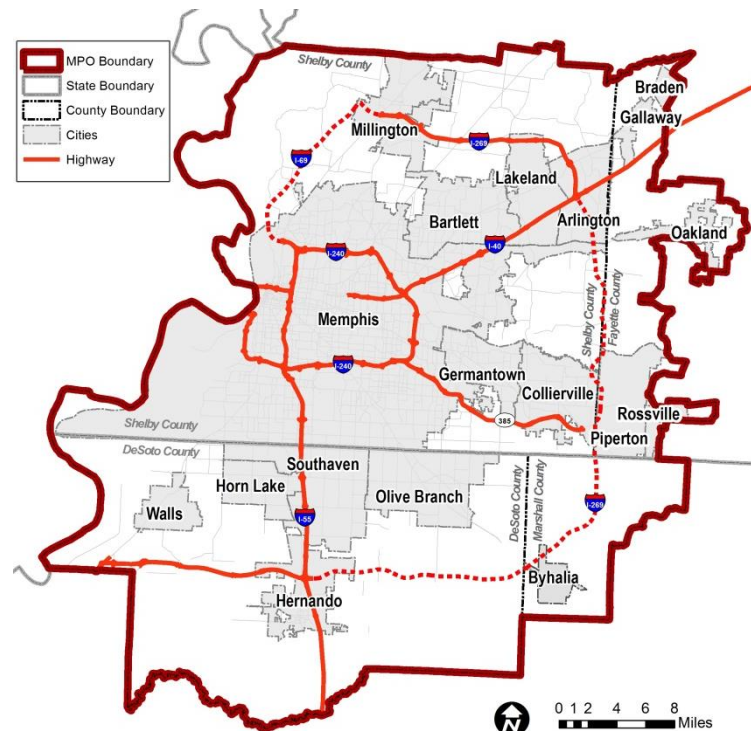 MPO Boundary
State Boundary
County Boundary
Cities
Highway
Shelby County
Braden
Gallaway
Millington
I-269
I-69
Lakeland
Bartlett
Arlington
Oakland
I-240
I-40
Memphis
Shelby County
Fayette County
I-240
Germantown
Collierville
Rossville
385
Piperton
Shelby County
DeSoto County
Southaven
Horn Lake
Olive Branch
DeSoto County
Marshall County
Walls
I-55
I-269
Byhalia
Hernando
N
0 1 2 4 6 8
Miles